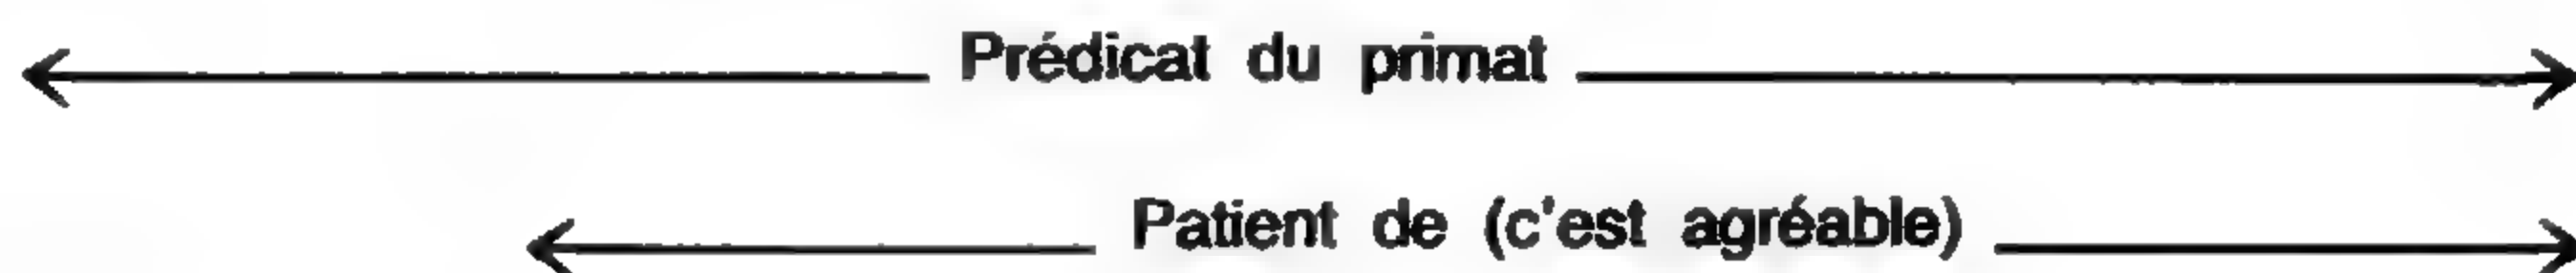 Prédicat du primat
Patient de (c'est agréable)